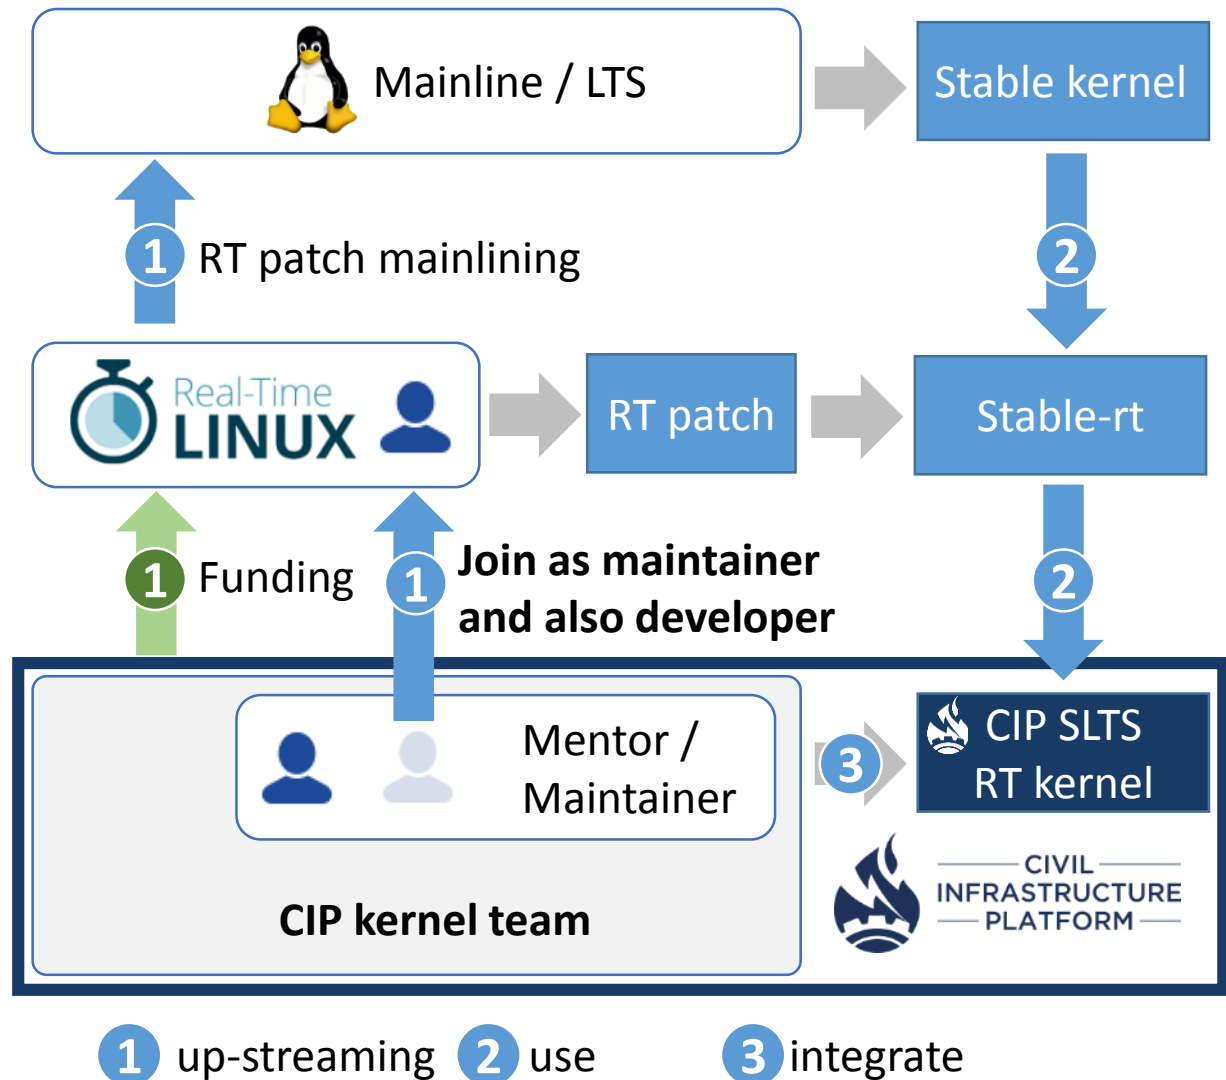 Mainline / LTS
Stable kernel
1 RT patch mainlining
2
Real-Time
LINUX
RT patch
Stable-rt
1 Funding
1
Join as maintainer
and also developer
2
Mentor /
Maintainer
3
CIP SLTS
RT kernel
CIP kernel team
CIVIL
INFRASTRUCTURE
PLATFORM
1 up-streaming 2 use 3 integrate